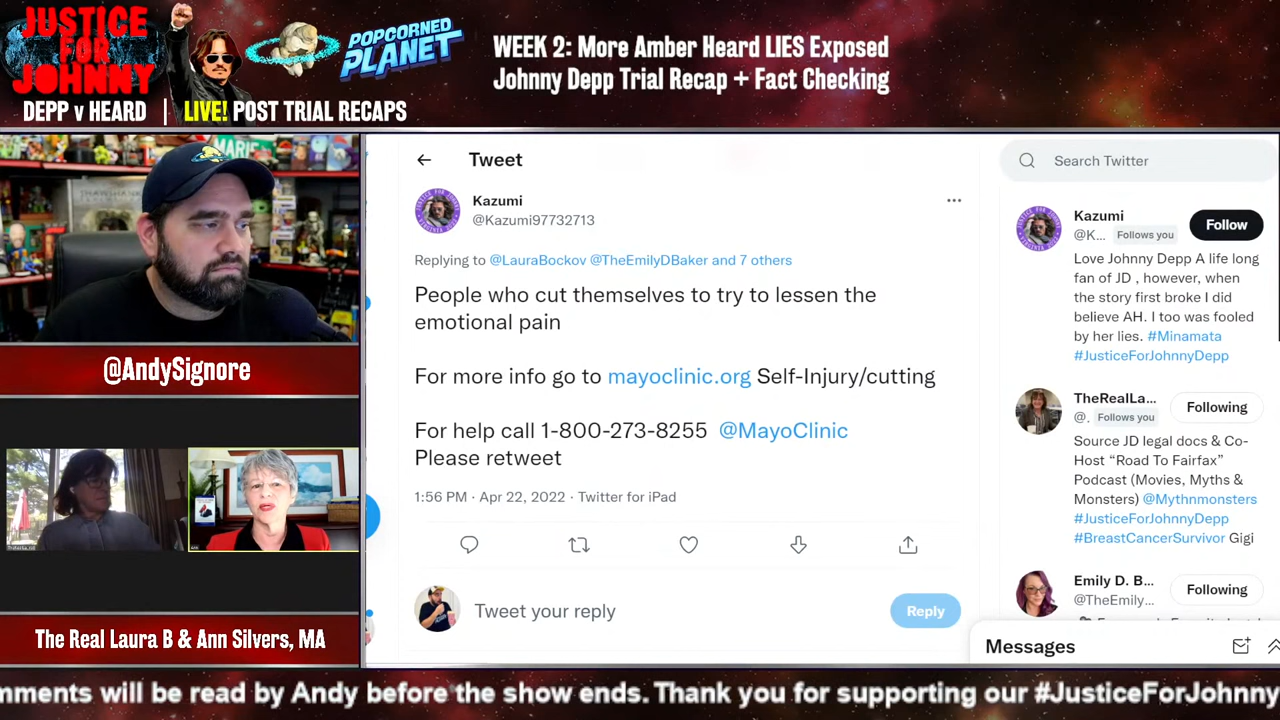 JUSTICE
FOR
JOHNNY
POPCORNED
PLANET
DEPP v HEARD | LIVE! POST TRIAL RECAPS
WEEK 2: More Amber Heard LIES Exposed
Johnny Depp Trial Recap + Fact Checking
@AndySignore
The Real Laura B & Ann Silvers, MA
Tweet
Kazumi
@Kazumi97732713
Replying to @LauraBockov @TheEmilyDBaker and 7 others
People who cut themselves to try to lessen the
emotional pain
For more info go to mayoclinic.org Self-Injury/cutting
For help call 1-800-273-8255 @MayoClinic
Please retweet
1:56 PM · Apr 22, 2022 · Twitter for iPad
Tweet your reply
Reply
Search Twitter
Kazumi
@K... Follows you
Follow
Love Johnny Depp A life long
fan of JD , however, when
the story first broke I did
believe AH. I too was fooled
by her lies. #Minamata
#JusticeForJohnnyDepp
TheRealLa...
@. Follows you
Following
Source JD legal docs & Co-
Host “Road To Fairfax”
Podcast (Movies, Myths &
Monsters) @Mythnmonsters
#JusticeForJohnnyDepp
#BreastCancerSurvivor Gigi
Emily D. B...
@TheEmily...
Following
Messages
mments will be read by Andy before the show ends. Thank you for supporting our #JusticeForJohnny